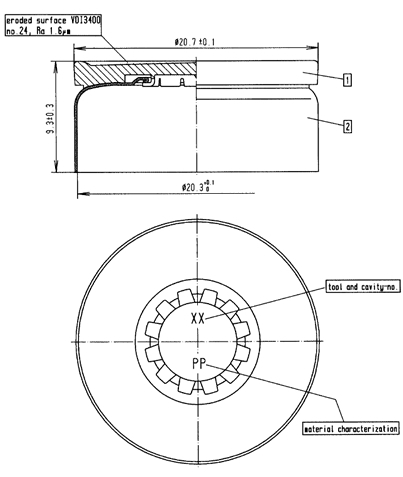 eroded surface VDI3400
no.24, Ra 1.6µm
ø20.7±0.1
1
9.3±0.3
2
ø20.3 +0.1 0
tool and cavity-no.
XX
PP
material characterization